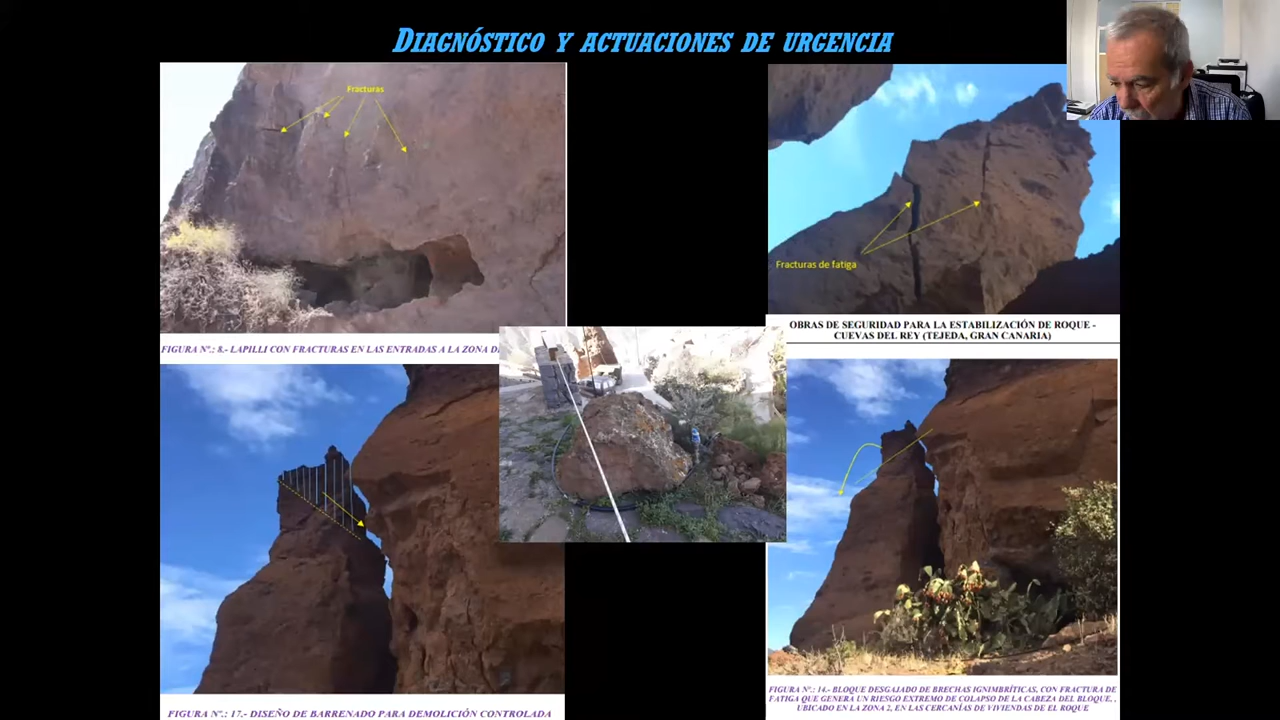 DIAGNÓSTICO Y ACTUACIONES DE URGENCIA
Fracturas
FIGURA Nº.: 8.- LAPILLI CON FRACTURAS EN LAS ENTRADAS A LA ZONA
Fracturas de fatiga
OBRAS DE SEGURIDAD PARA LA ESTABILIZACIÓN DE ROQUE -
CUEVAS DEL REY (TEJEDA, GRAN CANARIA)
FIGURA Nº.: 17.- DISEÑO DE BARRENADO PARA DEMOLICIÓN CONTROLADA
FIGURA Nº.: 14.- BLOQUE DESGAJADO DE BRECHAS IGNIMBRÍTICAS, CON FRACTURA DE
FATIGA QUE GENERA UN RIESGO EXTREMO DE COLAPSO DE LA CABEZA DEL BLOQUE. ,
UBICADO EN LA ZONA 2, EN LAS CERCANÍAS DE VIVIENDAS DE EL ROQUE